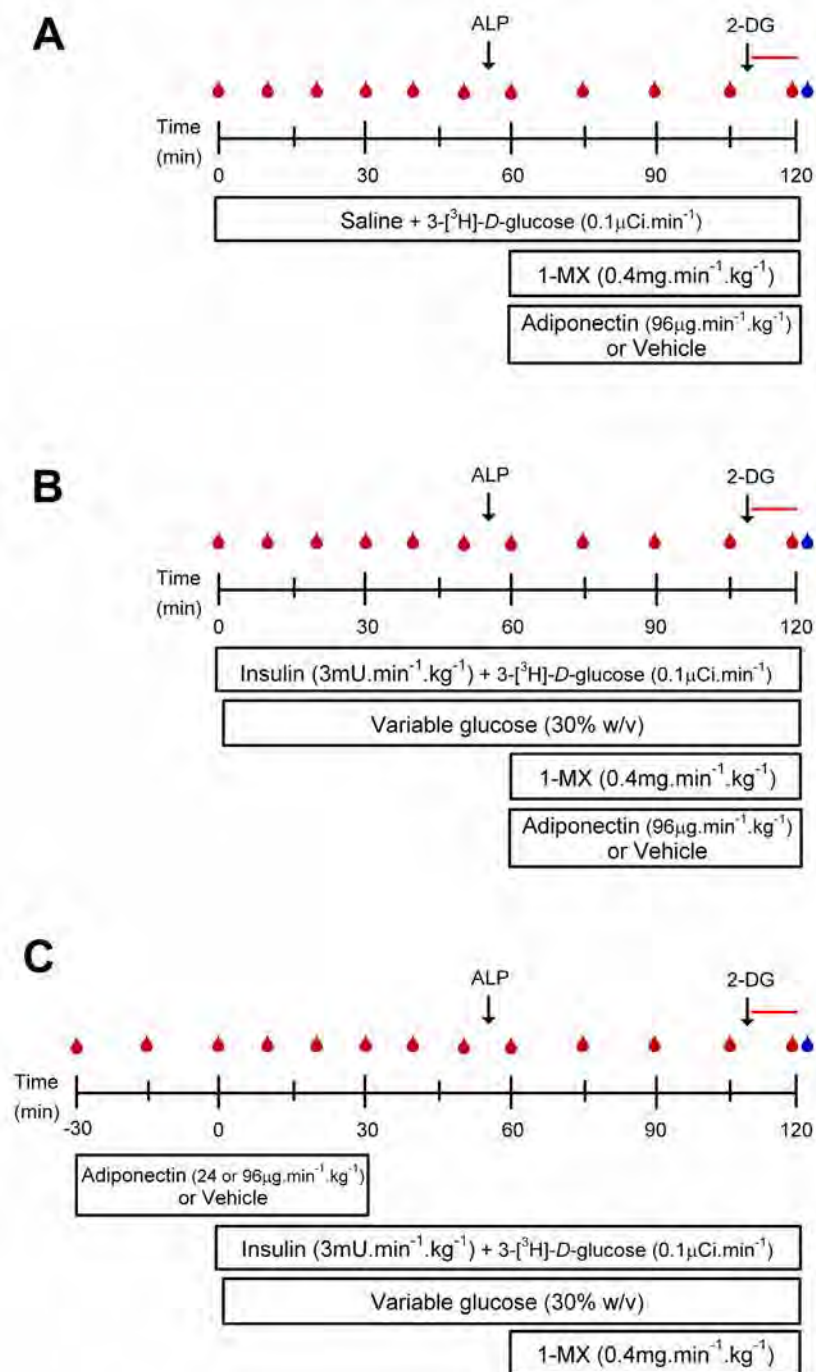 A
ALP 2-DG
Time
(min)
0 30 60 90 120
Saline + 3-[³H]-D-glucose (0.1µCi.min⁻¹)
1-MX (0.4mg.min⁻¹.kg⁻¹)
Adiponectin (96µg.min⁻¹.kg⁻¹)
or Vehicle
B
ALP 2-DG
Time
(min)
0 30 60 90 120
Insulin (3mU.min⁻¹.kg⁻¹) + 3-[³H]-D-glucose (0.1µCi.min⁻¹)
Variable glucose (30% w/v)
1-MX (0.4mg.min⁻¹.kg⁻¹)
Adiponectin (96µg.min⁻¹.kg⁻¹)
or Vehicle
C
ALP 2-DG
Time
(min)
-30 0 30 60 90 120
Adiponectin (24 or 96µg.min⁻¹.kg⁻¹)
or Vehicle
Insulin (3mU.min⁻¹.kg⁻¹) + 3-[³H]-D-glucose (0.1µCi.min⁻¹)
Variable glucose (30% w/v)
1-MX (0.4mg.min⁻¹.kg⁻¹)